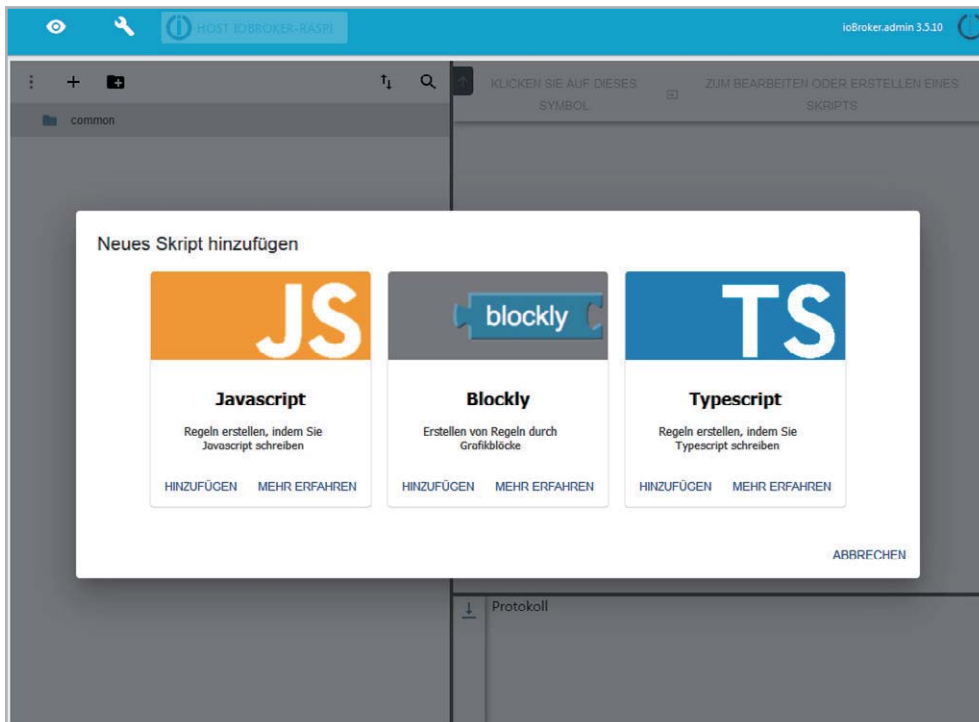 HOST IOBROKER-RASPI
ioBroker.admin 3.5.10
common
KLICKEN SIE AUF DIESES
SYMBOL
ZUM BEARBEITEN ODER ERSTELLEN EINES
SKRIPTS
Neues Skript hinzufügen
JS
Javascript
Regeln erstellen, indem Sie
Javascript schreiben
HINZUFÜGEN MEHR ERFAHREN
blockly
Blockly
Erstellen von Regeln durch
Grafikblöcke
HINZUFÜGEN MEHR ERFAHREN
TS
Typescript
Regeln erstellen, indem Sie
Typescript schreiben
HINZUFÜGEN MEHR ERFAHREN
ABBRECHEN
Protokoll